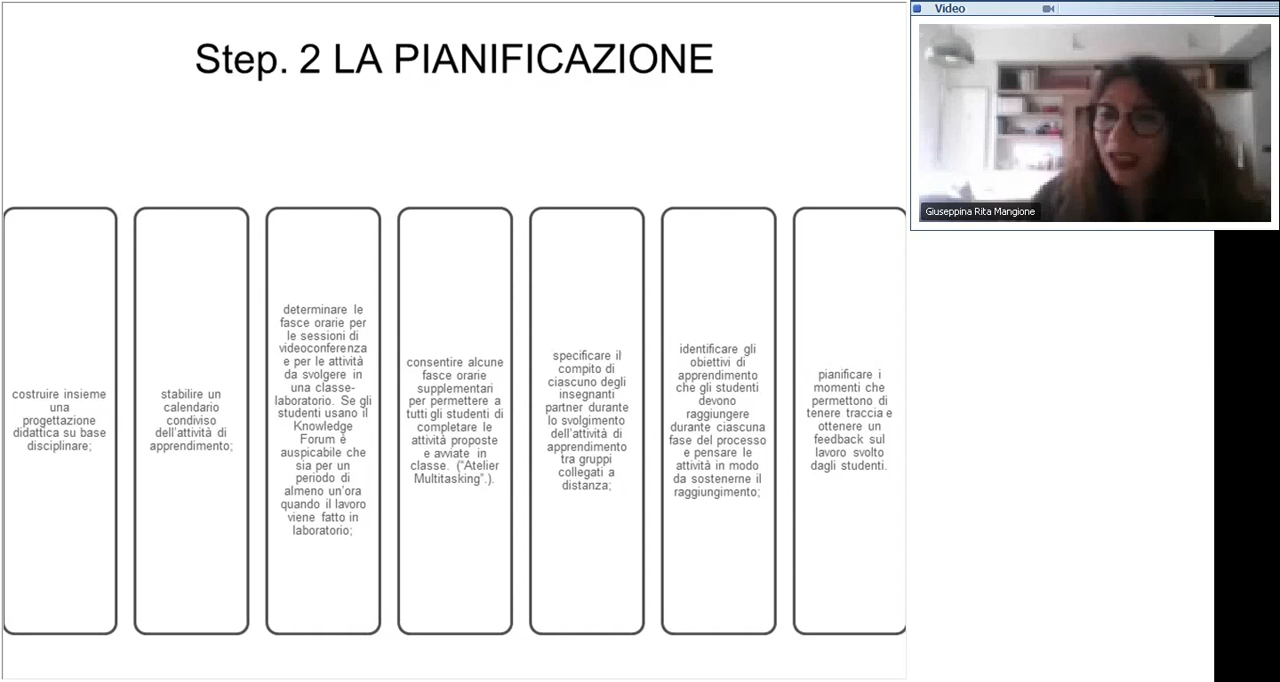 Step. 2 LA PIANIFICAZIONE
costruire insieme
una
progettazione
didattica su base
disciplinare;
stabilire un
calendario
condiviso
dell'attività di
apprendimento;
determinare le
fasce orarie per
le sessioni di
videoconferenza
e per le attività
da svolgere in
una classe-
laboratorio. Se gli
studenti usano il
Knowledge
Forum è
auspicabile che
sia per un
periodo di
almeno un'ora
quando il lavoro
viene fatto in
laboratorio;
consentire alcune
fasce orarie
supplementari
per permettere a
tutti gli studenti di
completare le
attività proposte
e avviate in
classe. ("Atelier
Multitasking".).
specificare il
compito di
ciascuno degli
insegnanti
partner durante
lo svolgimento
dell'attività di
apprendimento
tra gruppi
collegati a
distanza;
identificare gli
obiettivi di
apprendimento
che gli studenti
devono
raggiungere
durante ciascuna
fase del processo
e pensare le
attività in modo
da sostenerne il
raggiungimento;
pianificare i
momenti che
permettono di
tenere traccia e
ottenere un
feedback sul
lavoro svolto
dagli studenti.
Video
Giuseppina Rita Mangione